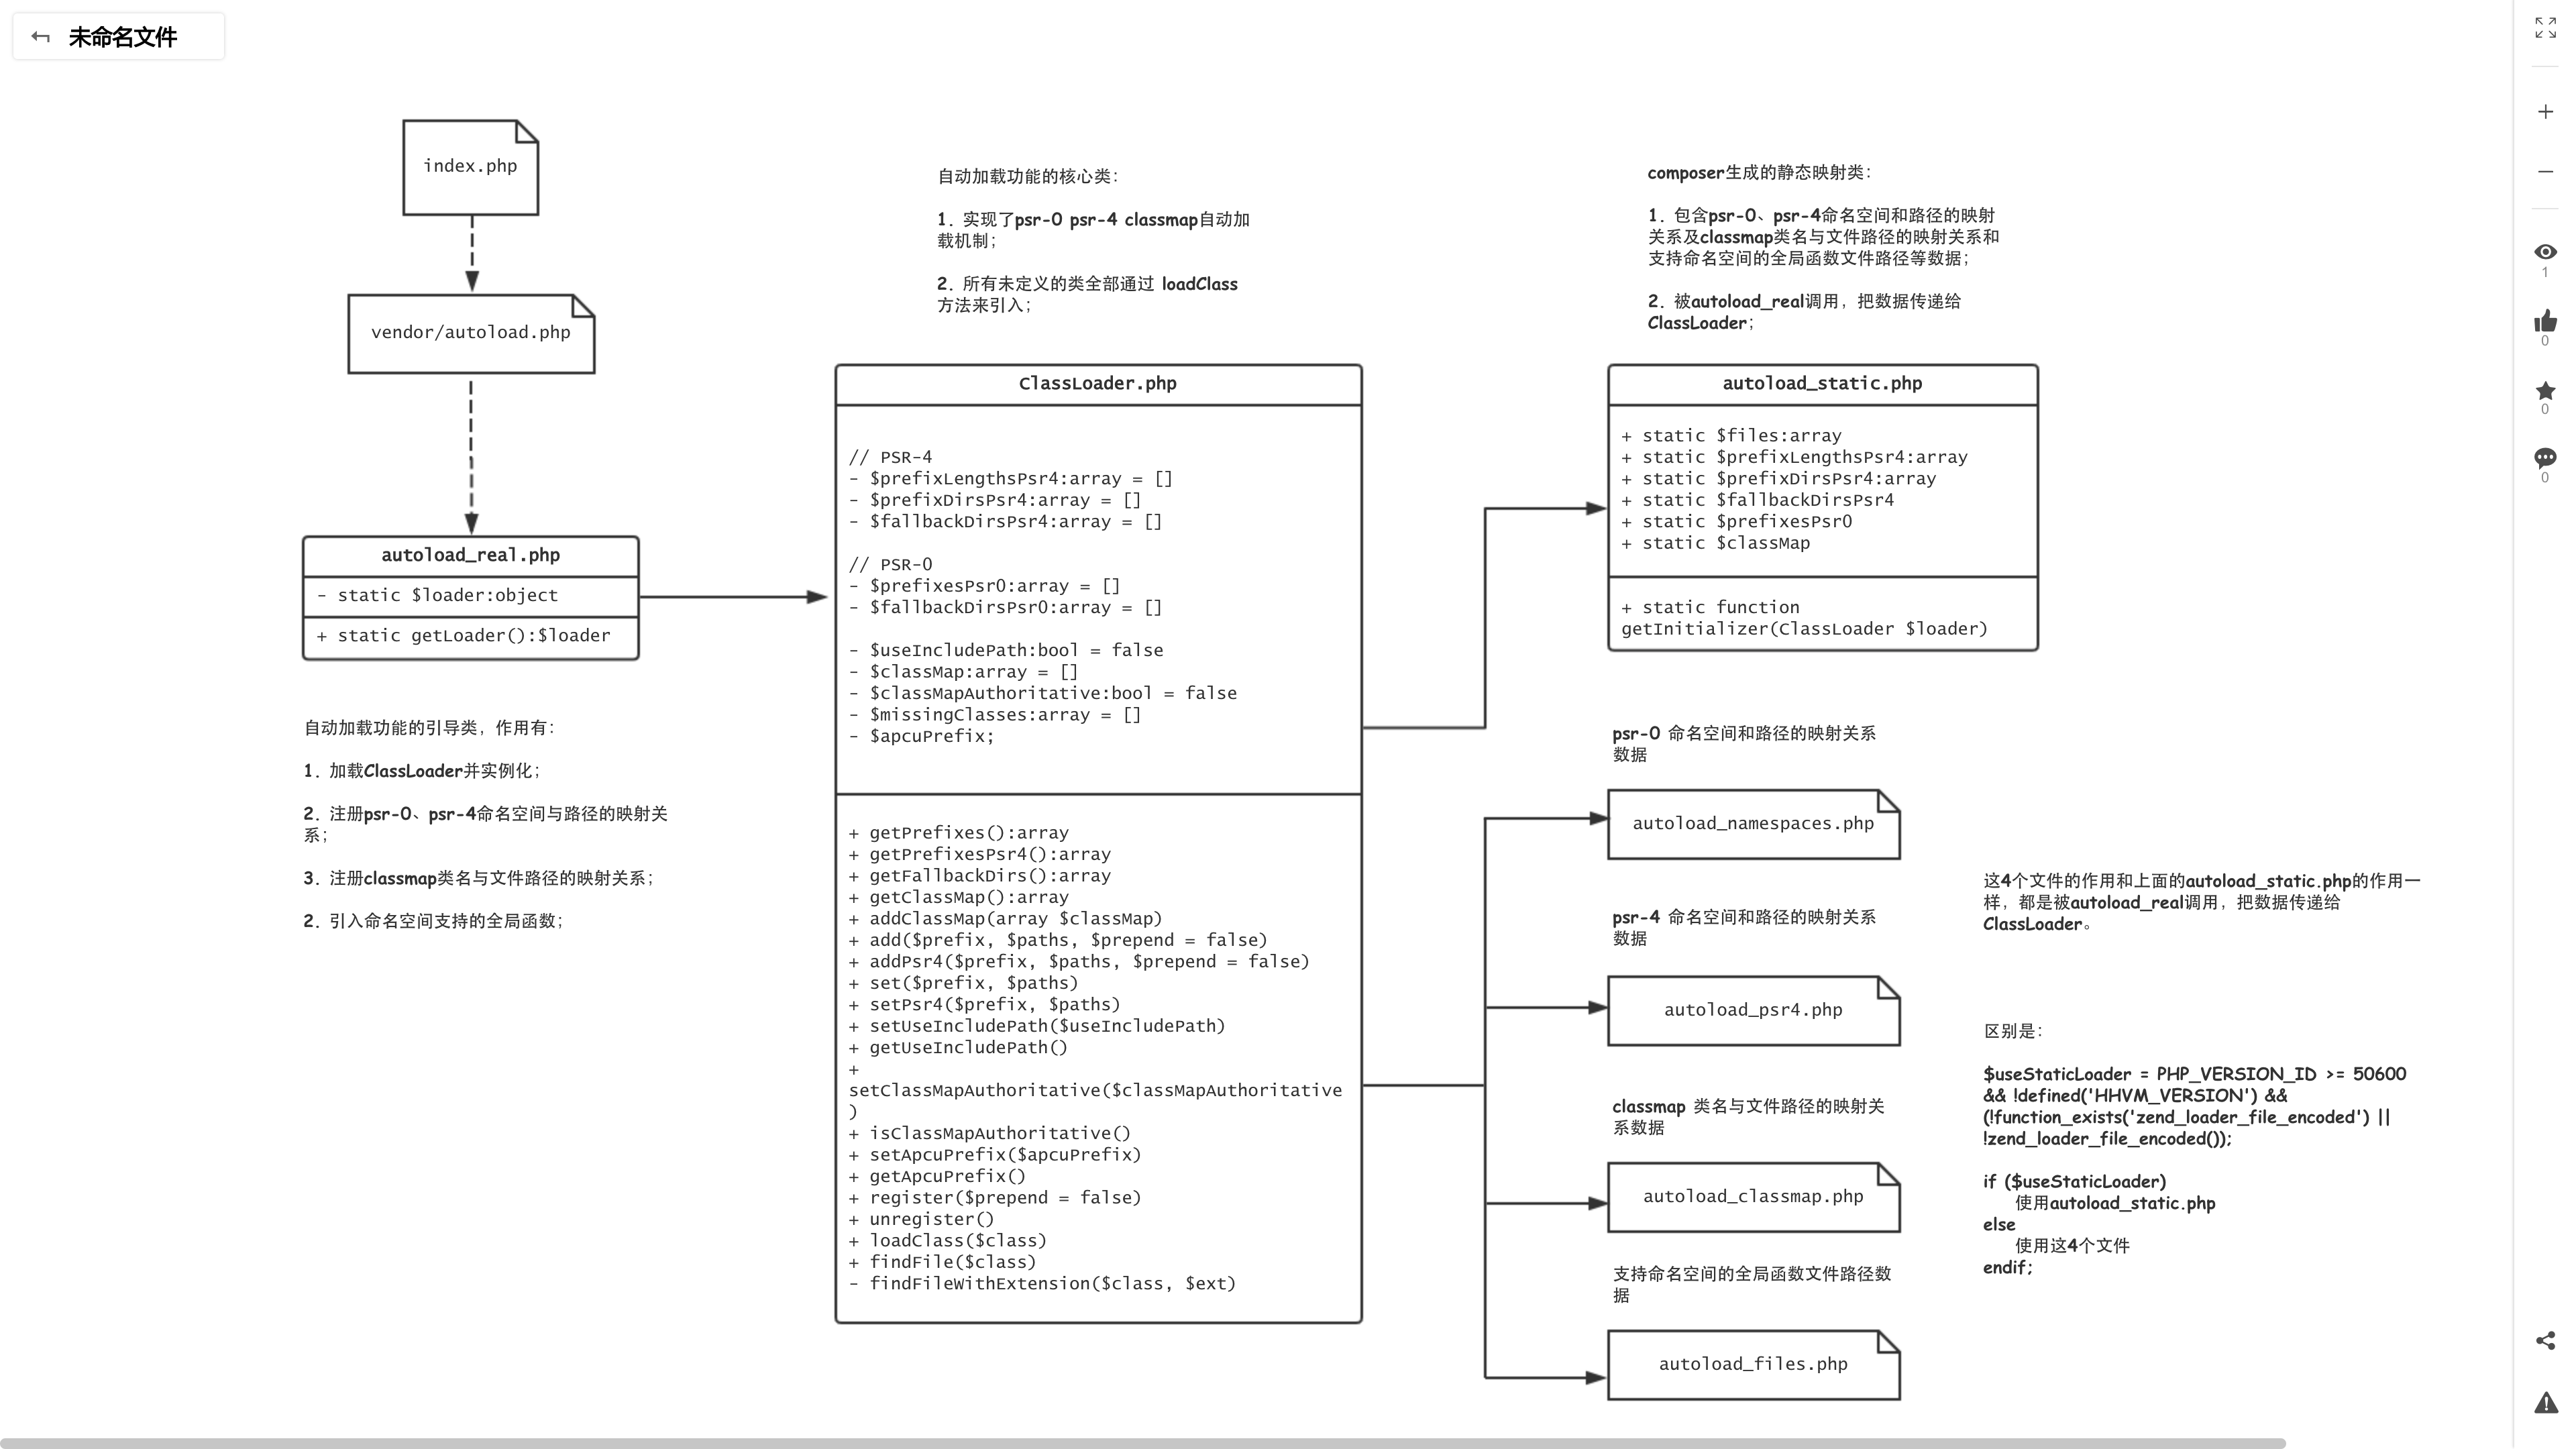 未命名文件
index.php
vendor/autoload.php
autoload_real.php
- static $loader:object
+ static getLoader():$loader
自动加载功能的引导类，作用有：
1. 加载ClassLoader并实例化；
2. 注册psr-0、psr-4命名空间与路径的映射关
系；
3. 注册classmap类名与文件路径的映射关系；
2. 引入命名空间支持的全局函数；
自动加载功能的核心类：
1. 实现了psr-0 psr-4 classmap自动加
载机制；
2. 所有未定义的类全部通过 loadClass
方法来引入；
ClassLoader.php
// PSR-4
- $prefixLengthsPsr4:array = []
- $prefixDirsPsr4:array = []
- $fallbackDirsPsr4:array = []
// PSR-0
- $prefixesPsr0:array = []
- $fallbackDirsPsr0:array = []
- $useIncludePath:bool = false
- $classMap:array = []
- $classMapAuthoritative:bool = false
- $missingClasses:array = []
- $apcuPrefix;
+ getPrefixes():array
+ getPrefixesPsr4():array
+ getFallbackDirs():array
+ getClassMap():array
+ addClassMap(array $classMap)
+ add($prefix, $paths, $prepend = false)
+ addPsr4($prefix, $paths, $prepend = false)
+ set($prefix, $paths)
+ setPsr4($prefix, $paths)
+ setUseIncludePath($useIncludePath)
+ getUseIncludePath()
+
setClassMapAuthoritative($classMapAuthoritative
)
+ isClassMapAuthoritative()
+ setApcuPrefix($apcuPrefix)
+ getApcuPrefix()
+ register($prepend = false)
+ unregister()
+ loadClass($class)
+ findFile($class)
- findFileWithExtension($class, $ext)
composer生成的静态映射类：
1. 包含psr-0、psr-4命名空间和路径的映射
关系及classmap类名与文件路径的映射关系和
支持命名空间的全局函数文件路径等数据；
2. 被autoload_real调用，把数据传递给
ClassLoader；
autoload_static.php
+ static $files:array
+ static $prefixLengthsPsr4:array
+ static $prefixDirsPsr4:array
+ static $fallbackDirsPsr4
+ static $prefixesPsr0
+ static $classMap
+ static function
getInitializer(ClassLoader $loader)
psr-0 命名空间和路径的映射关系
数据
autoload_namespaces.php
psr-4 命名空间和路径的映射关系
数据
autoload_psr4.php
classmap 类名与文件路径的映射关
系数据
autoload_classmap.php
支持命名空间的全局函数文件路径数
据
autoload_files.php
这4个文件的作用和上面的autoload_static.php的作用一
样，都是被autoload_real调用，把数据传递给
ClassLoader。
区别是：
$useStaticLoader = PHP_VERSION_ID >= 50600
&& !defined('HHVM_VERSION') &&
(!function_exists('zend_loader_file_encoded') ||
!zend_loader_file_encoded());
if ($useStaticLoader)
使用autoload_static.php
else
使用这4个文件
endif;
1
0
0
0